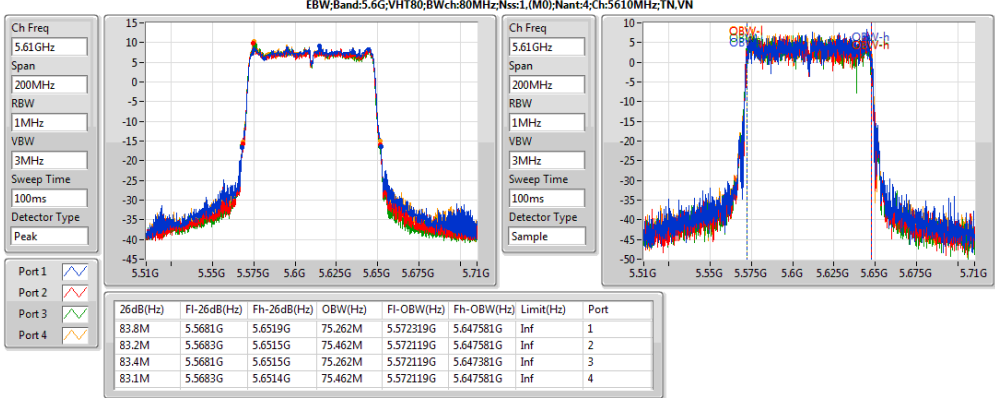 EBW;Band:5.6G;VHT80;BWch:80MHz;Nss:1,(M0);Nant:4;Ch:5610MHz;TN,VN
Ch Freq
5.61GHz
Span
200MHz
RBW
1MHz
VBW
3MHz
Sweep Time
100ms
Detector Type
Peak
15
10
5
0
-5
-10
-15
-20
-25
-30
-35
-40
5.51G
5.55G
5.575G
5.6G
5.625G
5.65G
5.71G
Ch Freq
5.61GHz
Span
200MHz
RBW
1MHz
VBW
3MHz
Sweep Time
100ms
Detector Type
Sample
10
5
0
-5
-10
-15
-20
-25
-30
-35
-40
-45
-50
OBW-l
OBW-h
OBW-h
5.51G
5.55G
5.575G
5.6G
5.625G
5.65G
5.71G
Port 1
Port 2
Port 3
Port 4
26dB(Hz) Fl-26dB(Hz) Fh-26dB(Hz) OBW(Hz) Fl-OBW(Hz) Fh-OBW(Hz) Limit(Hz) Port
83.8M 5.5681G 5.6519G 75.262M 5.572319G 5.647581G Inf 1
83.2M 5.5683G 5.6515G 75.462M 5.572119G 5.647581G Inf 2
83.4M 5.5681G 5.6515G 75.262M 5.572119G 5.647381G Inf 3
83.1M 5.5683G 5.6514G 75.462M 5.572119G 5.647581G Inf 4